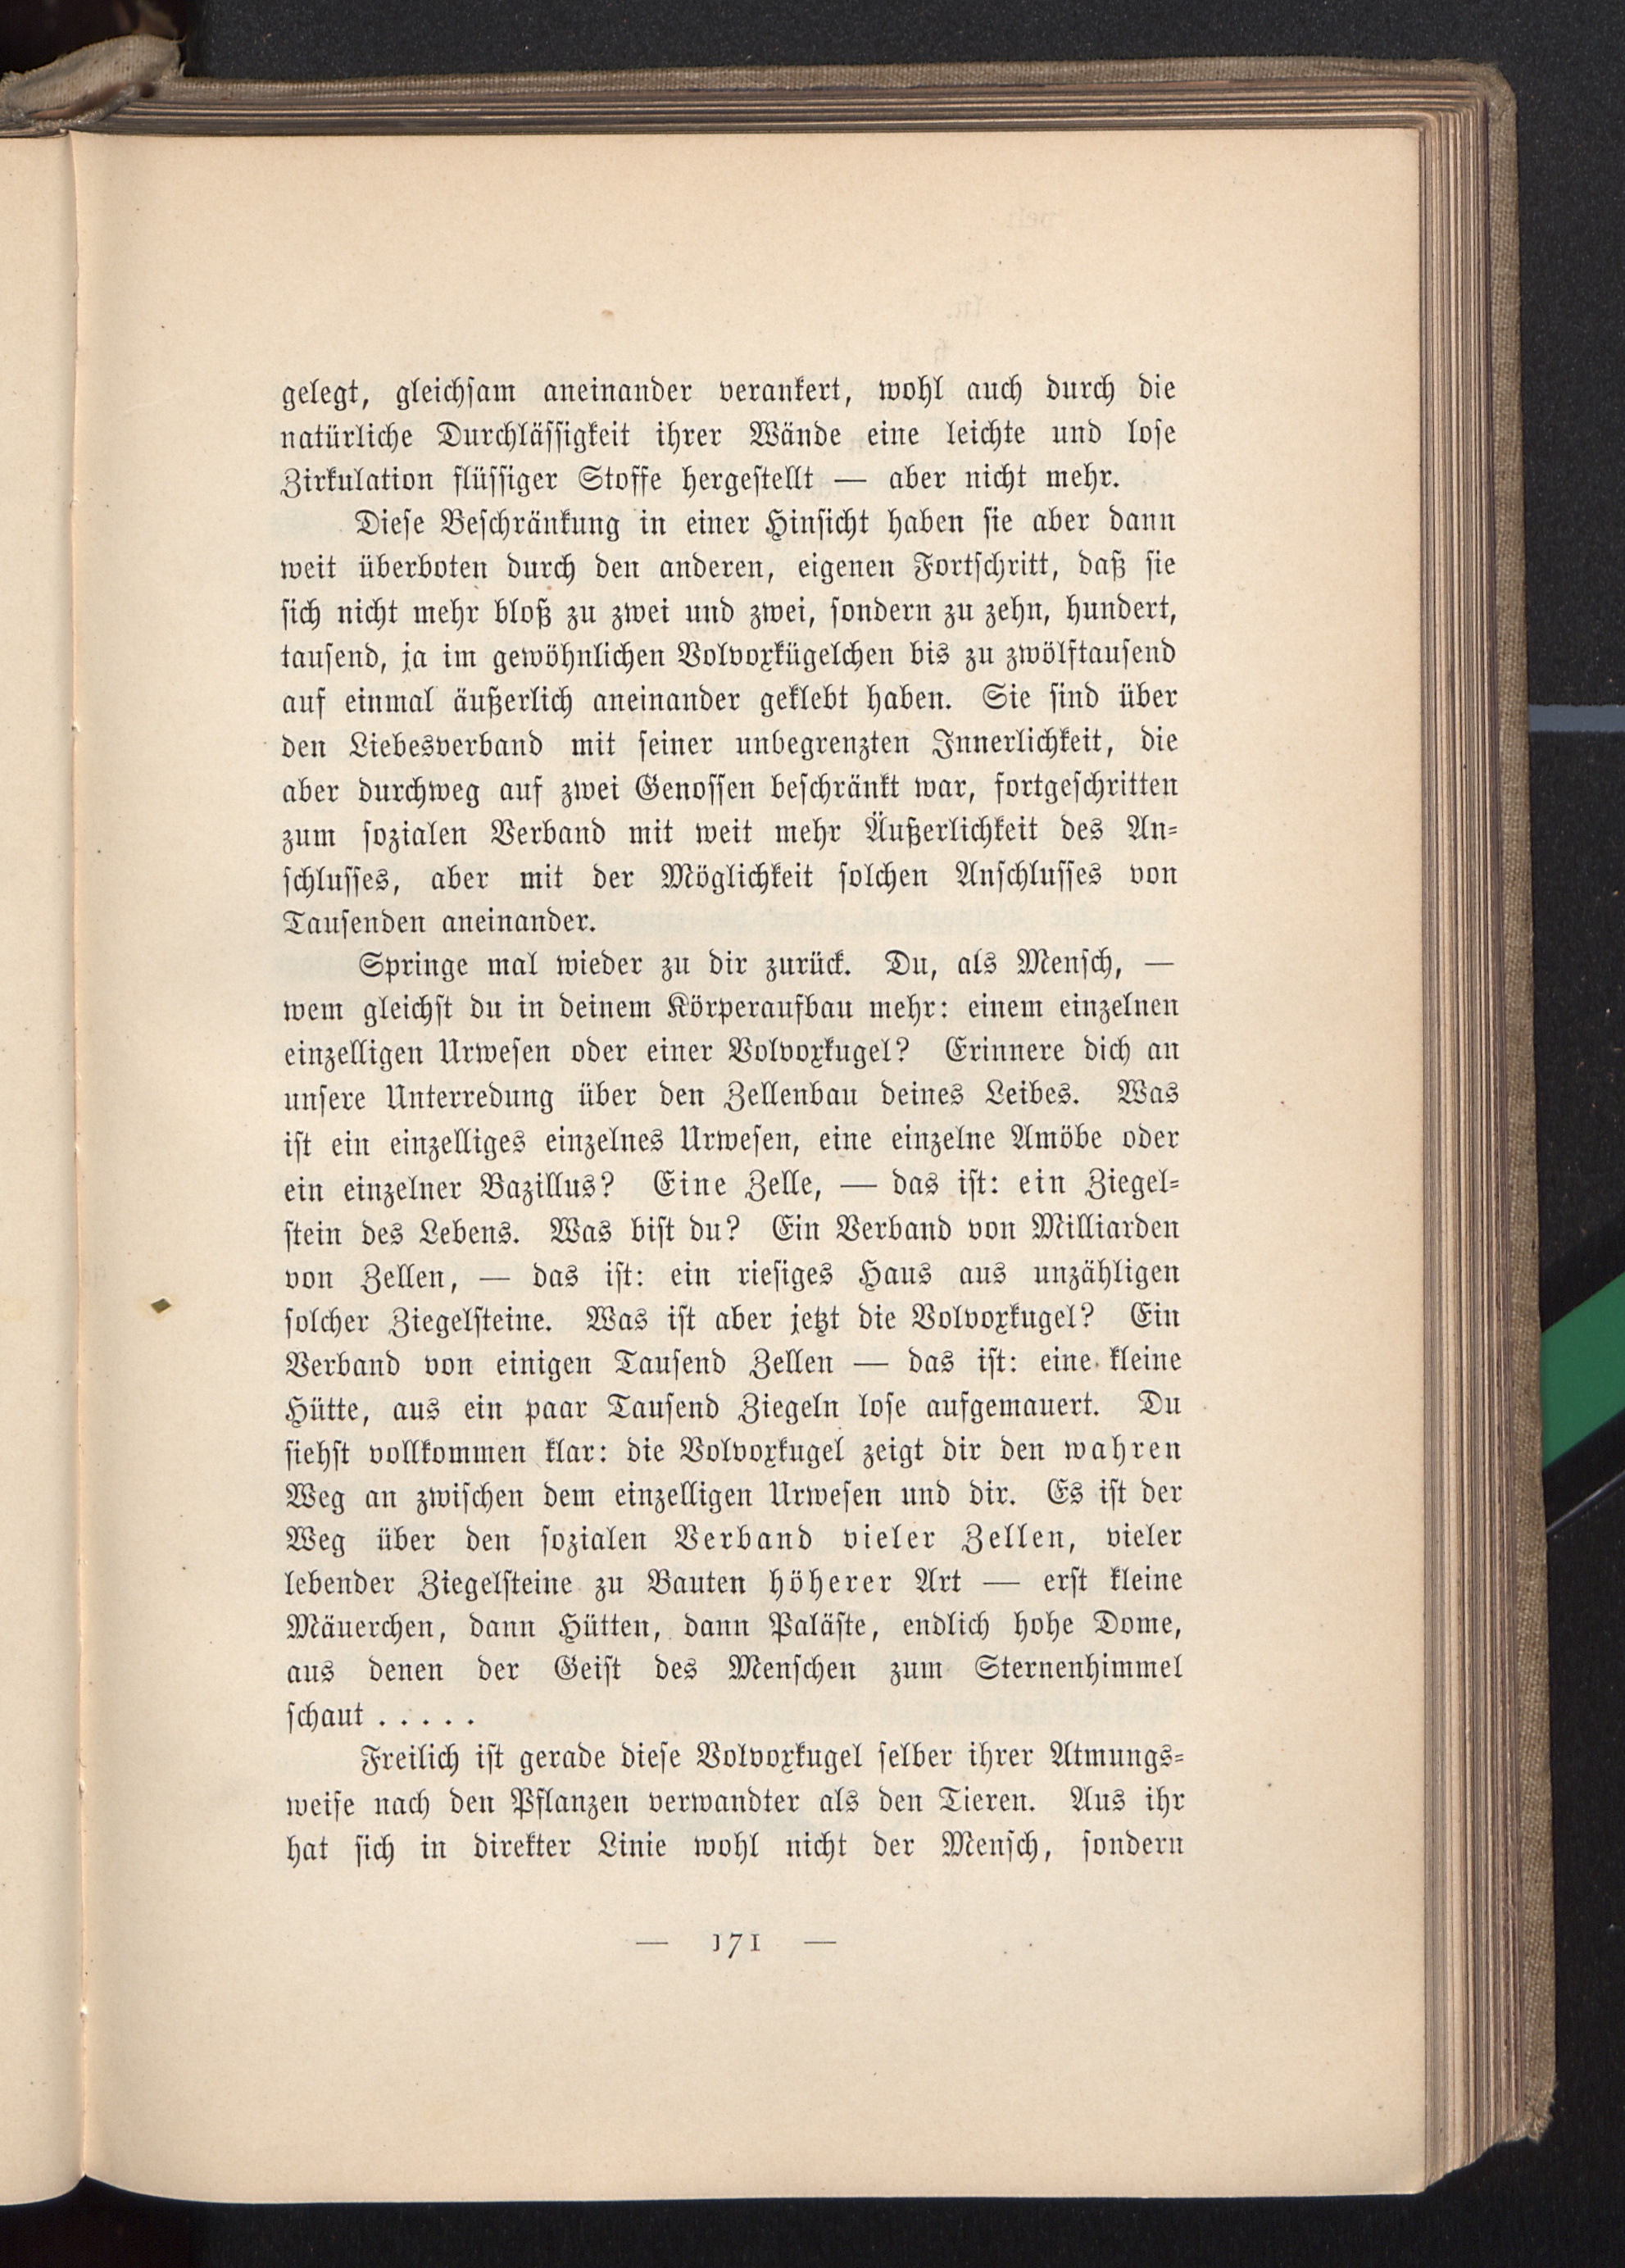 gelegt, gleichsam aneinander verankert, wohl auch durch die
natürliche Durchlässigkeit ihrer Wände eine leichte und lose
Zirkulation flüssiger Stoffe hergestellt — aber nicht mehr.
Diese Beschränkung in einer Hinsicht haben sie aber dann
weit überboten durch den anderen, eigenen Fortschritt, daß sie
sich nicht mehr bloß zu zwei und zwei, sondern zu zehn, hundert,
tausend, ja im gewöhnlichen Volvoxkügelchen bis zu zwölftausend
auf einmal äußerlich aneinander geklebt haben. Sie sind über
den Liebesverband mit seiner unbegrenzten Innerlichkeit, die
aber durchweg auf zwei Genossen beschränkt war, fortgeschritten
zum sozialen Verband mit weit mehr Äußerlichkeit des An-
schlusses, aber mit der Möglichkeit solchen Anschlusses von
Tausenden aneinander.
Springe mal wieder zu dir zurück. Du, als Mensch, —
wem gleichst du in deinem Körperaufbau mehr: einem einzelnen
einzelligen Urwesen oder einer Volvoxkugel? Erinnere dich an
unsere Unterredung über den Zellenbau deines Leibes. Was
ist ein einzelliges einzelnes Urwesen, eine einzelne Amöbe oder
ein einzelner Bazillus? Eine Zelle, — das ist: ein Ziegel-
stein des Lebens. Was bist du? Ein Verband von Milliarden
von Zellen, — das ist: ein riesiges Haus aus unzähligen
solcher Ziegelsteine. Was ist aber jetzt die Volvoxkugel? Ein
Verband von einigen Tausend Zellen — das ist: eine kleine
Hütte, aus ein paar Tausend Ziegeln lose aufgemauert. Du
siehst vollkommen klar: die Volvoxkugel zeigt dir den wahren
Weg an zwischen dem einzelligen Urwesen und dir. Es ist der
Weg über den sozialen Verband vieler Zellen, vieler
lebender Ziegelsteine zu Bauten höherer Art — erst kleine
Mäuerchen, dann Hütten, dann Paläste, endlich hohe Dome,
aus denen der Geist des Menschen zum Sternenhimmel
schaut . . . . .
Freilich ist gerade diese Volvoxkugel selber ihrer Atmungs-
weise nach den Pflanzen verwandter als den Tieren. Aus ihr
hat sich in direkter Linie wohl nicht der Mensch, sondern
— 171 —